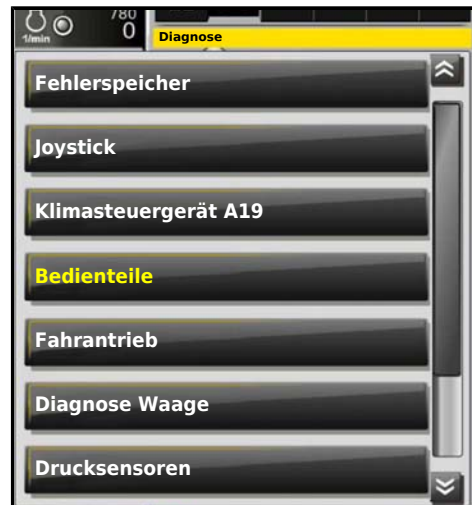 780
1/min
0
Diagnose
Fehlerspeicher
Joystick
Klimasteuergerät A19
Bedienteile
Fahrantrieb
Diagnose Waage
Drucksensoren